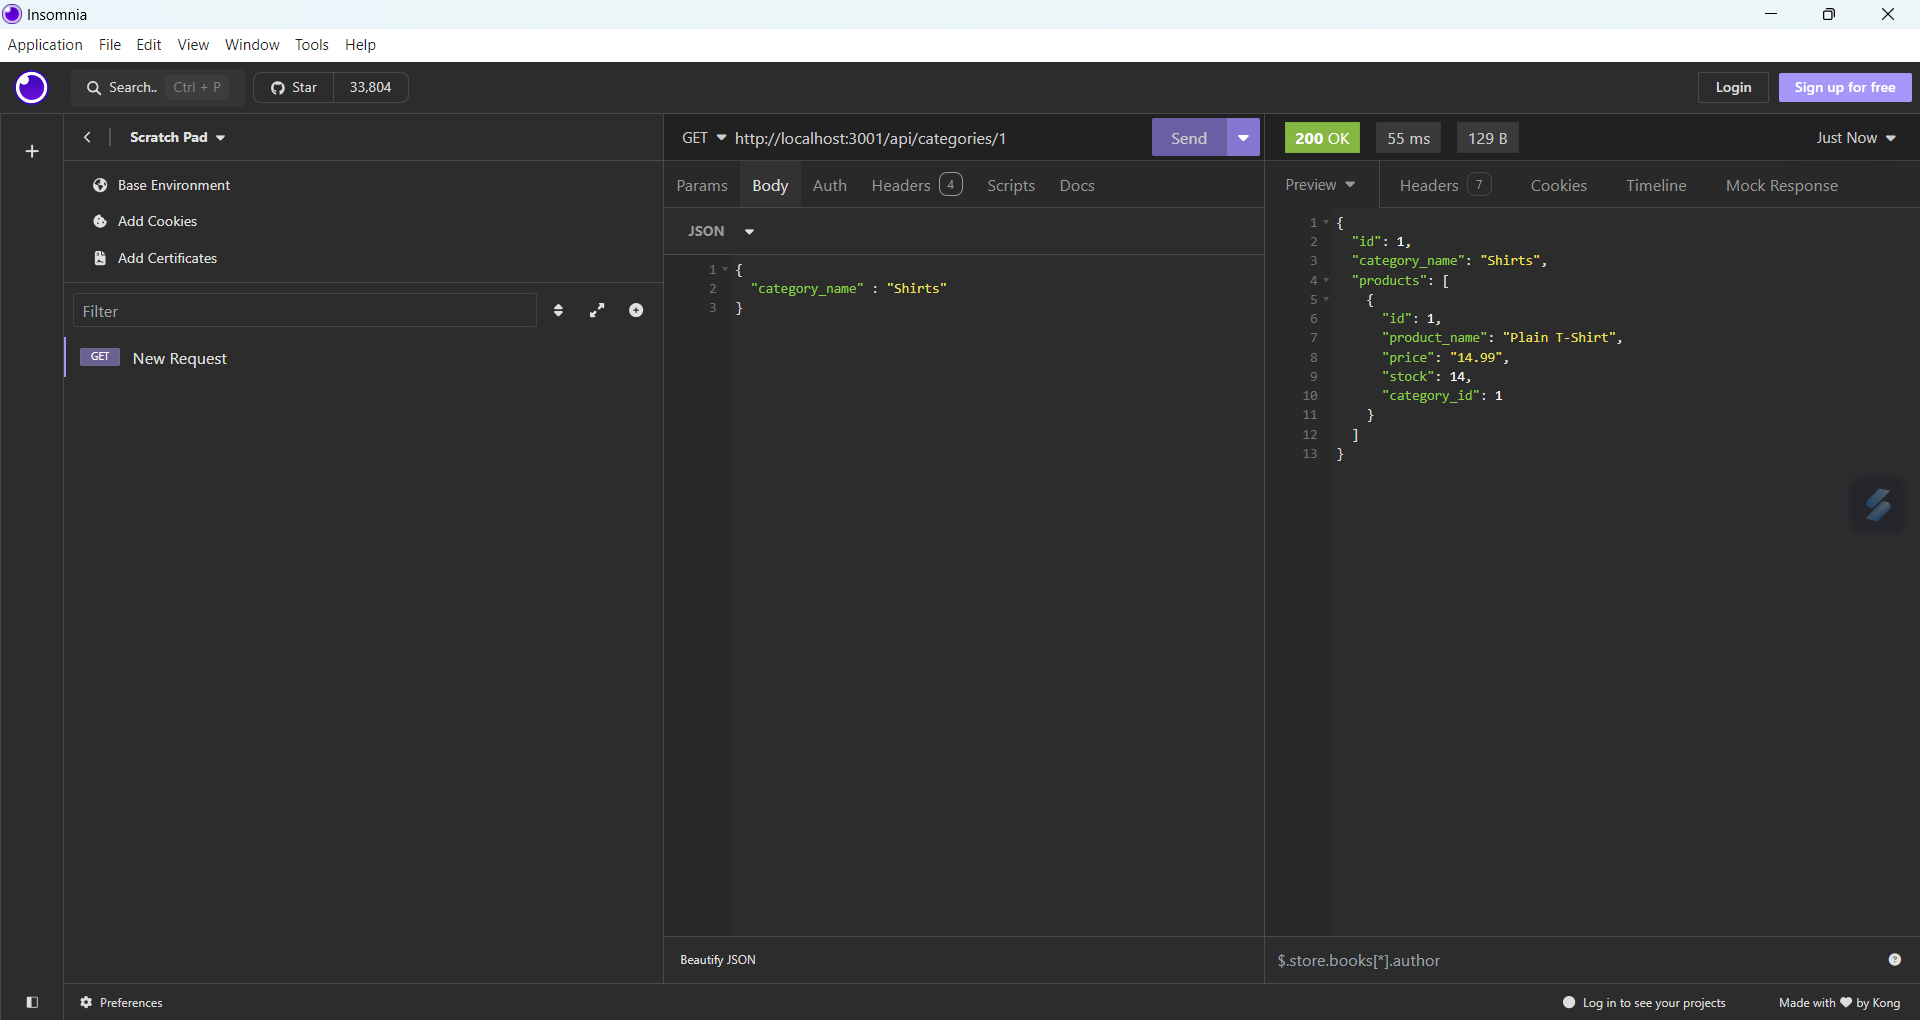 Insomnia
Application File Edit View Window Tools Help
Search.. Ctrl + P Star 33,804 Login Sign up for free
Scratch Pad
Base Environment
Add Cookies
Add Certificates
Filter
GET New Request
GET http://localhost:3001/api/categories/1 Send
Params Body Auth Headers 4 Scripts Docs
JSON
1 {
2 "category_name" : "Shirts"
3 }
Beautify JSON
200 OK 55 ms 129 B Just Now
Preview Headers 7 Cookies Timeline Mock Response
1 {
2 "id": 1,
3 "category_name": "Shirts",
4 "products": [
5 {
6 "id": 1,
7 "product_name": "Plain T-Shirt",
8 "price": "14.99",
9 "stock": 14,
10 "category_id": 1
11 }
12 ]
13 }
$.store.books[*].author
Preferences
Log in to see your projects
Made with ❤ by Kong